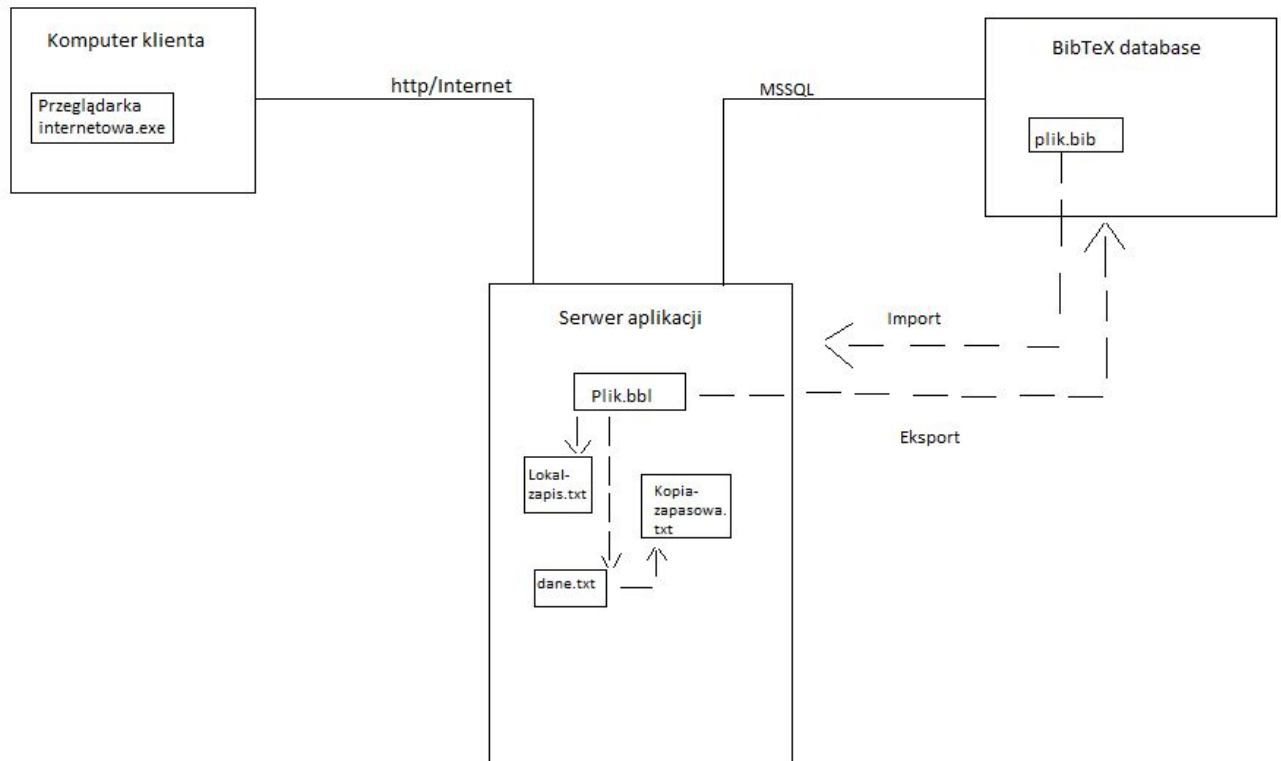 Komputer klienta
Przeglądarka
internetowa.exe
http/Internet
MSSQL
BibTeX database
plik.bib
Serwer aplikacji
Import
Plik.bbl
Eksport
Lokal-
zapis.txt
Kopia-
zapasowa.
txt
dane.txt